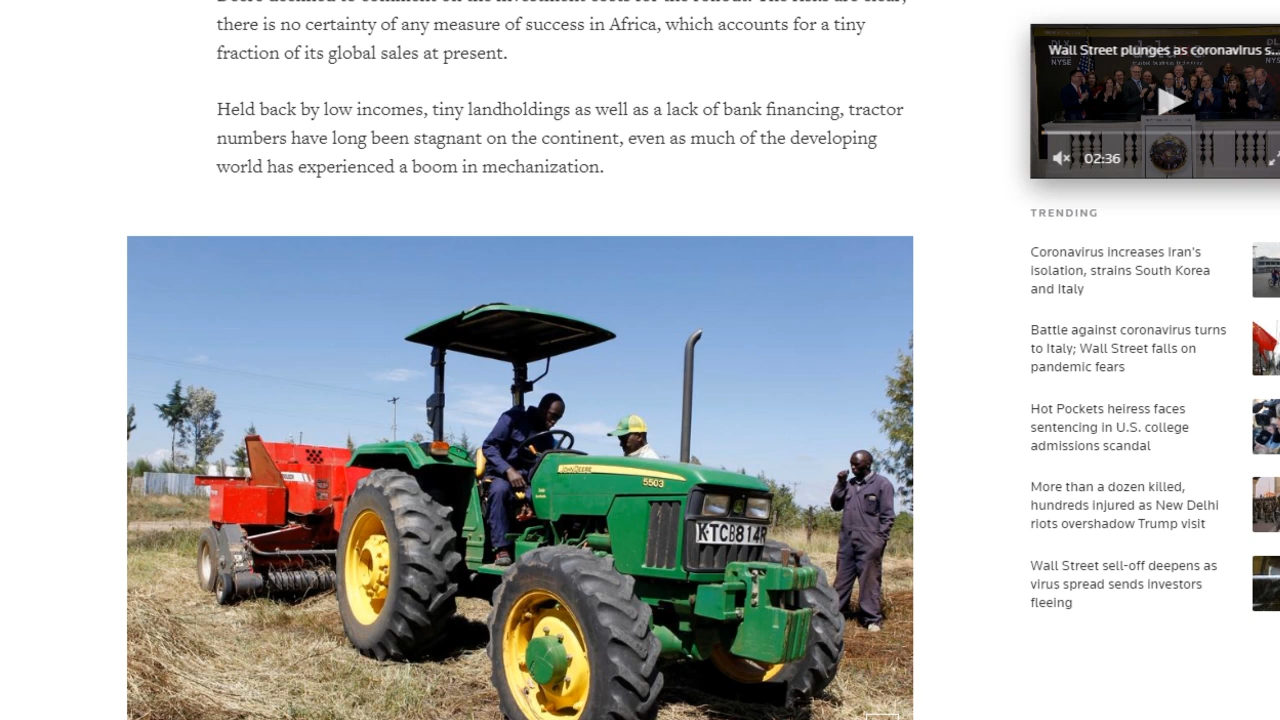 there is no certainty of any measure of success in Africa, which accounts for a tiny
fraction of its global sales at present.
Held back by low incomes, tiny landholdings as well as a lack of bank financing, tractor
numbers have long been stagnant on the continent, even as much of the developing
world has experienced a boom in mechanization.
JOHN DEERE
5503
KTCB814R
Wall Street plunges as coronavirus s...
NYSE
02:36
TRENDING
Coronavirus increases Iran's
isolation, strains South Korea
and Italy
Battle against coronavirus turns
to Italy; Wall Street falls on
pandemic fears
Hot Pockets heiress faces
sentencing in U.S. college
admissions scandal
More than a dozen killed,
hundreds injured as New Delhi
riots overshadow Trump visit
Wall Street sell-off deepens as
virus spread sends investors
fleeing